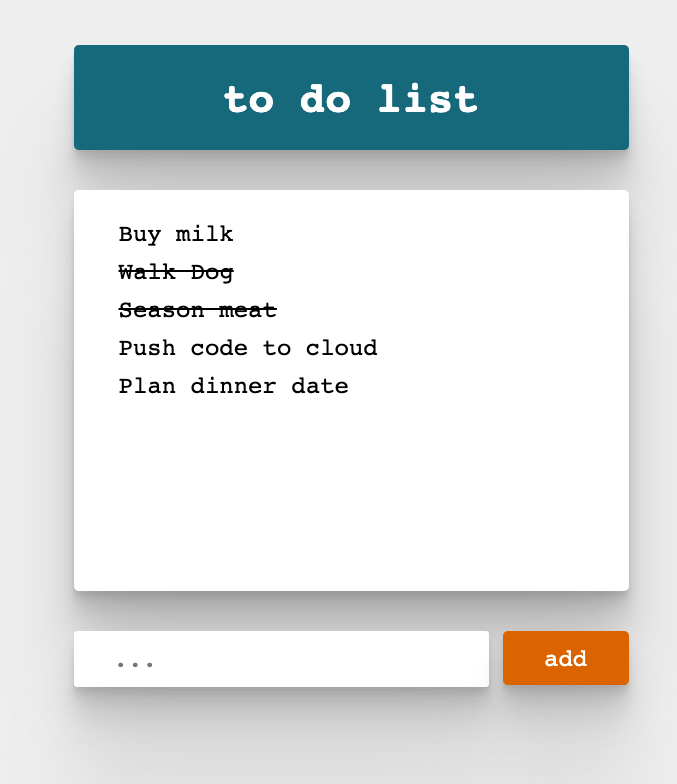 to do list
Buy milk
Walk Dog
Season meat
Push code to cloud
Plan dinner date
...
add